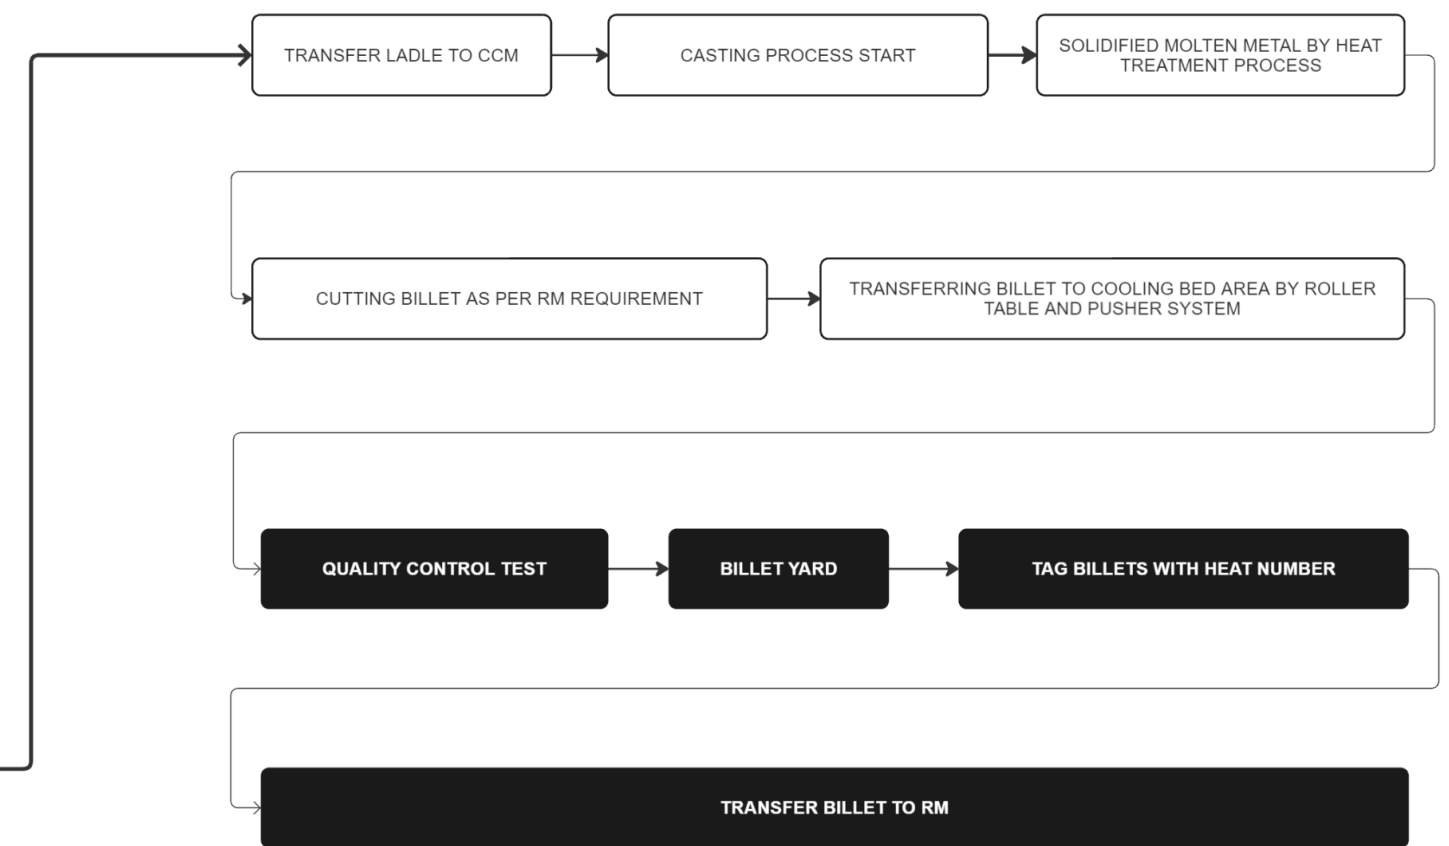 TRANSFER LADLE TO CCM
CASTING PROCESS START
SOLIDIFIED MOLTEN METAL BY HEAT
TREATMENT PROCESS
CUTTING BILLET AS PER RM REQUIREMENT
TRANSFERRING BILLET TO COOLING BED AREA BY ROLLER
TABLE AND PUSHER SYSTEM
QUALITY CONTROL TEST
BILLET YARD
TAG BILLETS WITH HEAT NUMBER
TRANSFER BILLET TO RM